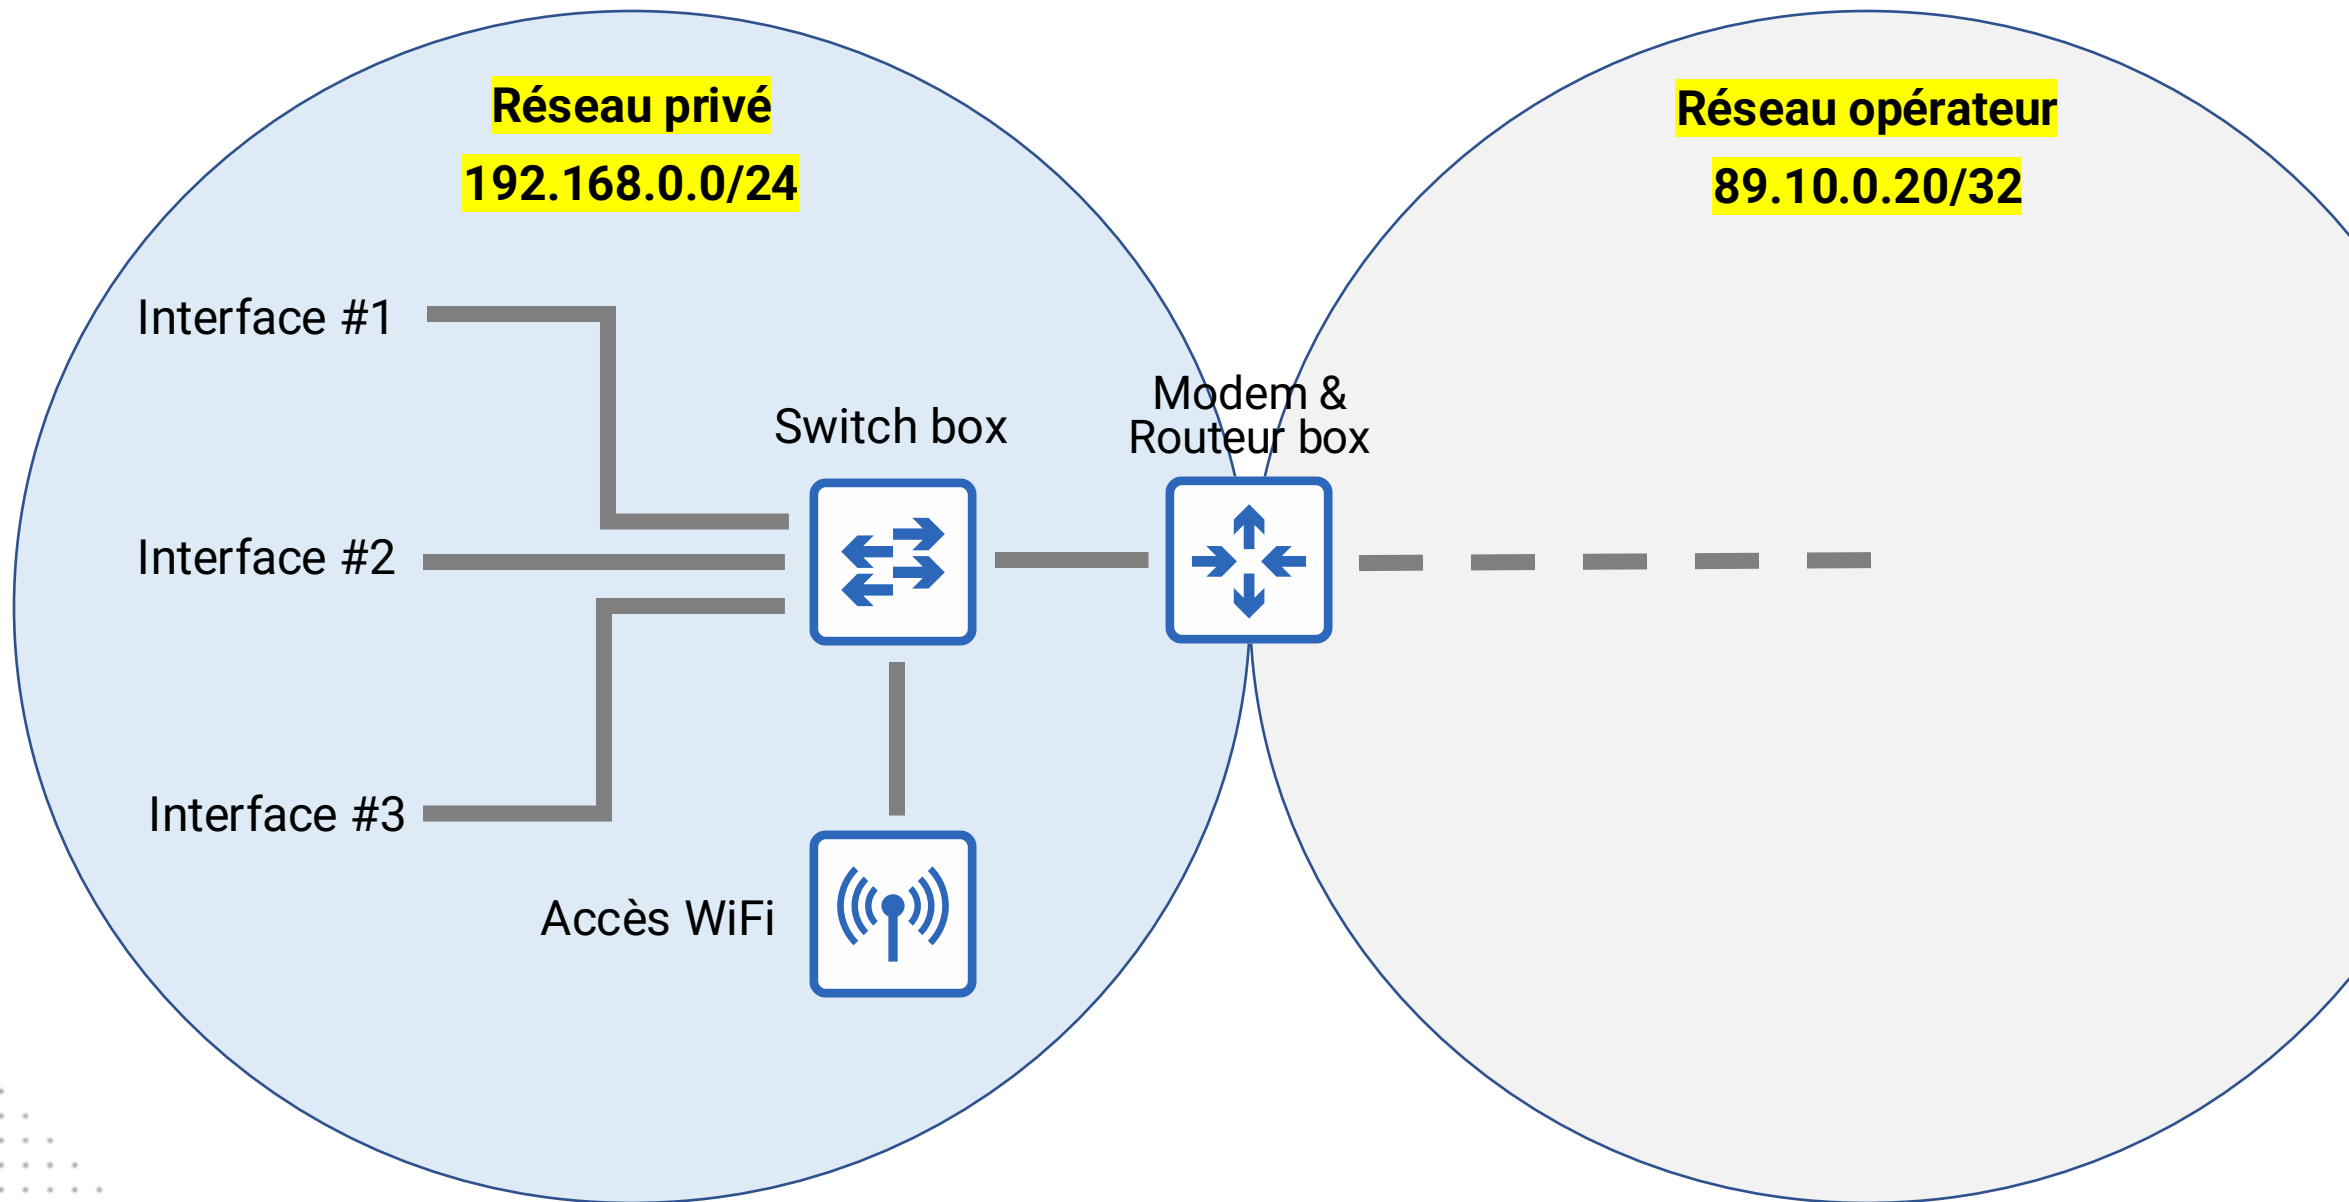 Réseau privé
192.168.0.0/24
Réseau opérateur
89.10.0.20/32
Interface #1
Switch box
Modem &
Routeur box
Interface #2
Interface #3
Accès WiFi